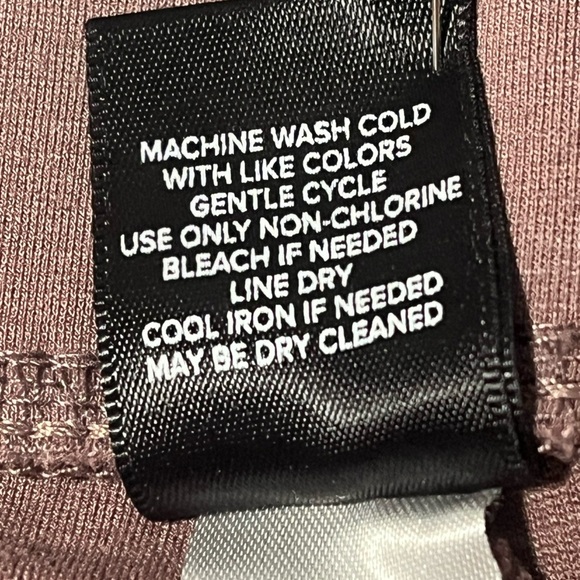 MACHINE WASH COLD
WITH LIKE COLORS
GENTLE CYCLE
USE ONLY NON-CHLORINE
BLEACH IF NEEDED
LINE DRY
COOL IRON IF NEEDED
MAY BE DRY CLEANED